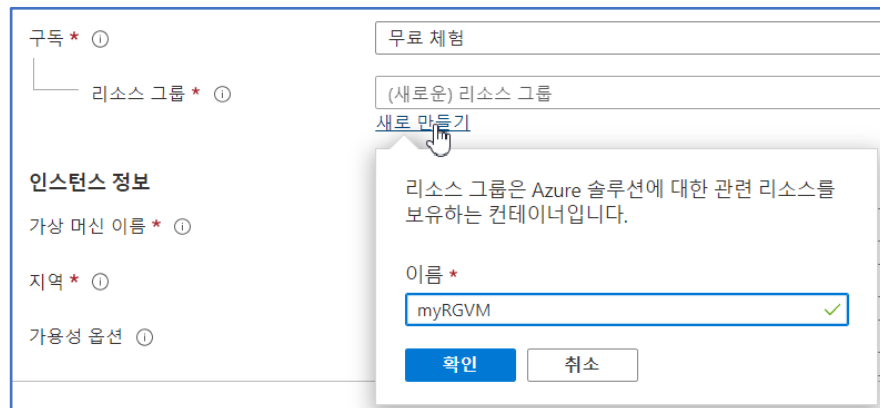 구독 * ⓘ
무료 체험
리소스 그룹 * ⓘ
(새로운) 리소스 그룹
새로 만들기
인스턴스 정보
가상 머신 이름 * ⓘ
지역 * ⓘ
가용성 옵션 ⓘ
리소스 그룹은 Azure 솔루션에 대한 관련 리소스를
보유하는 컨테이너입니다.
이름 *
myRGVM
확인
취소